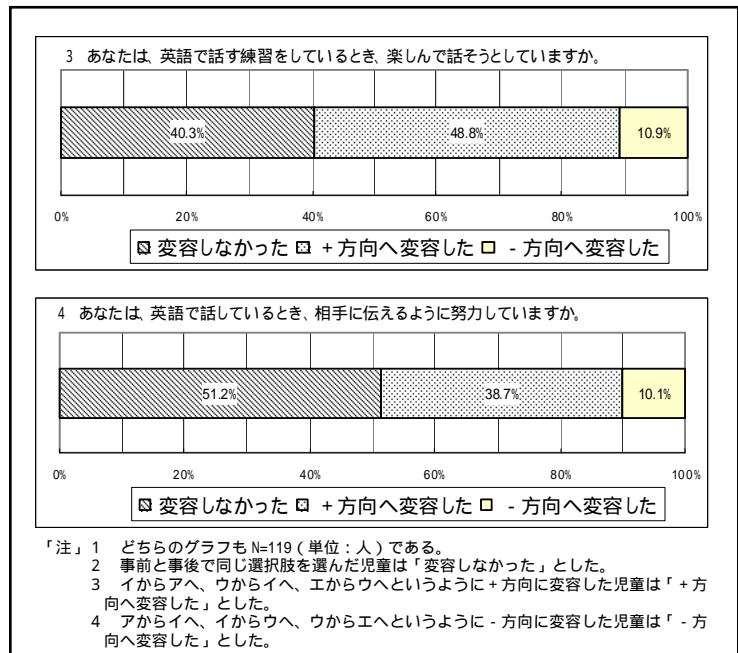 3 あなたは、英語で話す練習をしているとき、楽しんで話そうとしていますか。
40.3% 48.8% 10.9%
0% 20% 40% 60% 80% 100%
変容しなかった +方向へ変容した -方向へ変容した
4 あなたは、英語で話しているとき、相手に伝えるように努力していますか。
51.2% 38.7% 10.1%
0% 20% 40% 60% 80% 100%
変容しなかった +方向へ変容した -方向へ変容した
「注」1 どちらのグラフもN=119(単位:人)である。
2 事前と事後で同じ選択肢を選んだ児童は「変容しなかった」とした。
3 イからアへ、ウからイへ、エからウへというように+方向に変容した児童は「+方
向へ変容した」とした。
4 アからイへ、イからウへ、ウからエへというように-方向に変容した児童は「-方
向へ変容した」とした。